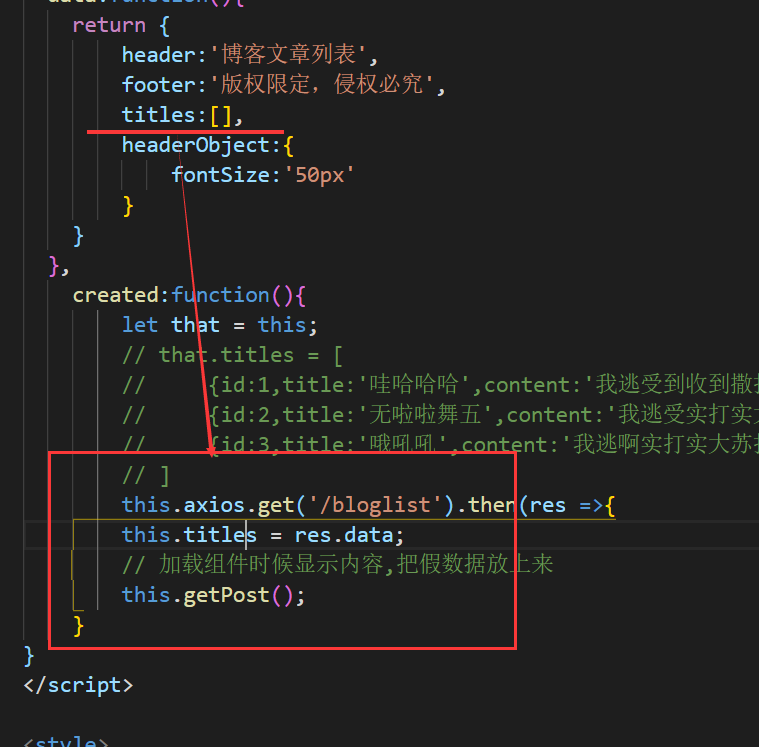 data:function(){
return {
header:'博客文章列表',
footer:'版权限定，侵权必究',
titles:[],
headerObject:{
fontSize:'50px'
}
}
},
created:function(){
let that = this;
// that.titles = [
// {id:1,title:'哇哈哈哈',content:'我逃受到收到撒打
// {id:2,title:'无啦啦舞五',content:'我逃受实打实大
// {id:3,title:'哦吼吼',content:'我逃啊实打实大苏打
// ]
this.axios.get('/bloglist').then(res =>{
this.titles = res.data;
// 加载组件时候显示内容,把假数据放上来
this.getPost();
}
}
</script>
<style>